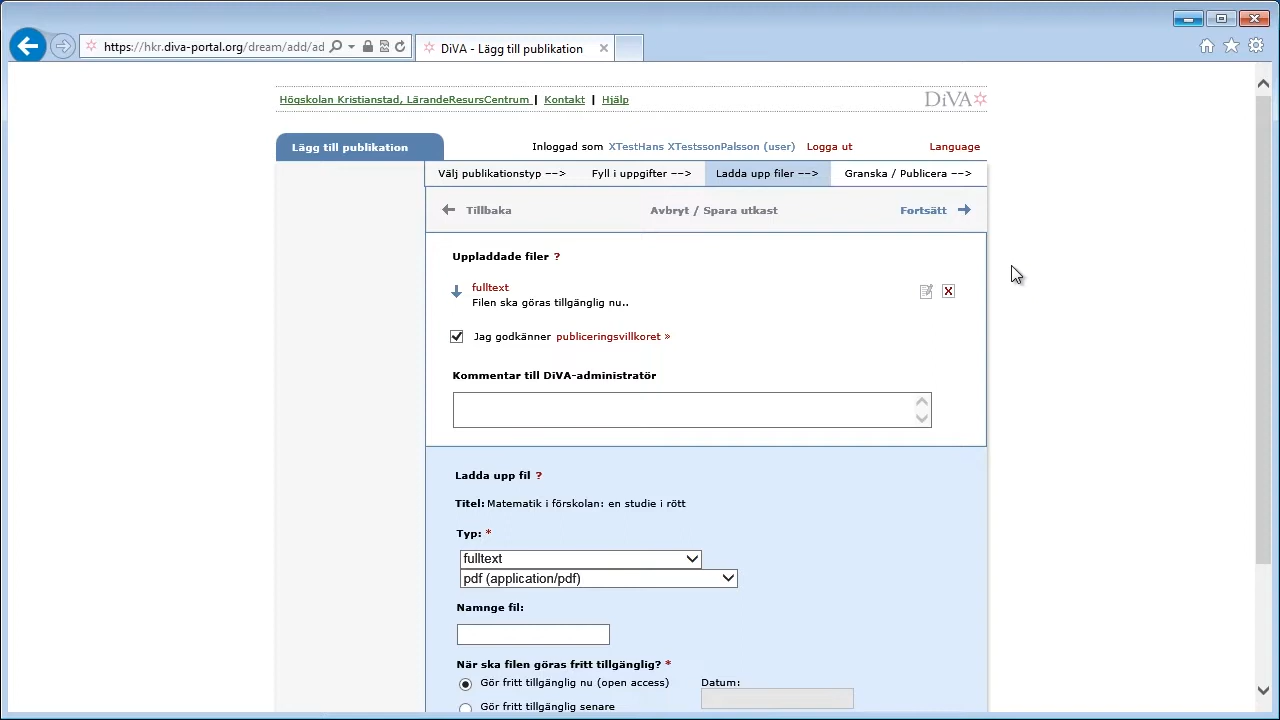 https://hkr.diva-portal.org/dream/add/ad
DiVA - Lägg till publikation
Högskolan Kristianstad, LärandeResursCentrum | Kontakt | Hjälp
DiVA
Lägg till publikation
Inloggad som XTestHans XTestssonPalsson (user) Logga ut Language
Välj publikationstyp --> Fyll i uppgifter --> Ladda upp filer --> Granska / Publicera -->
Tillbaka Avbryt / Spara utkast Fortsätt
Uppladdade filer ?
fulltext
Filen ska göras tillgänglig nu..
Jag godkänner publiceringsvillkoret »
Kommentar till DiVA-administratör
Ladda upp fil ?
Titel: Matematik i förskolan: en studie i rött
Typ: *
fulltext
pdf (application/pdf)
Namnge fil:
När ska filen göras fritt tillgänglig? *
Gör fritt tillgänglig nu (open access) Datum:
Gör fritt tillgänglig senare